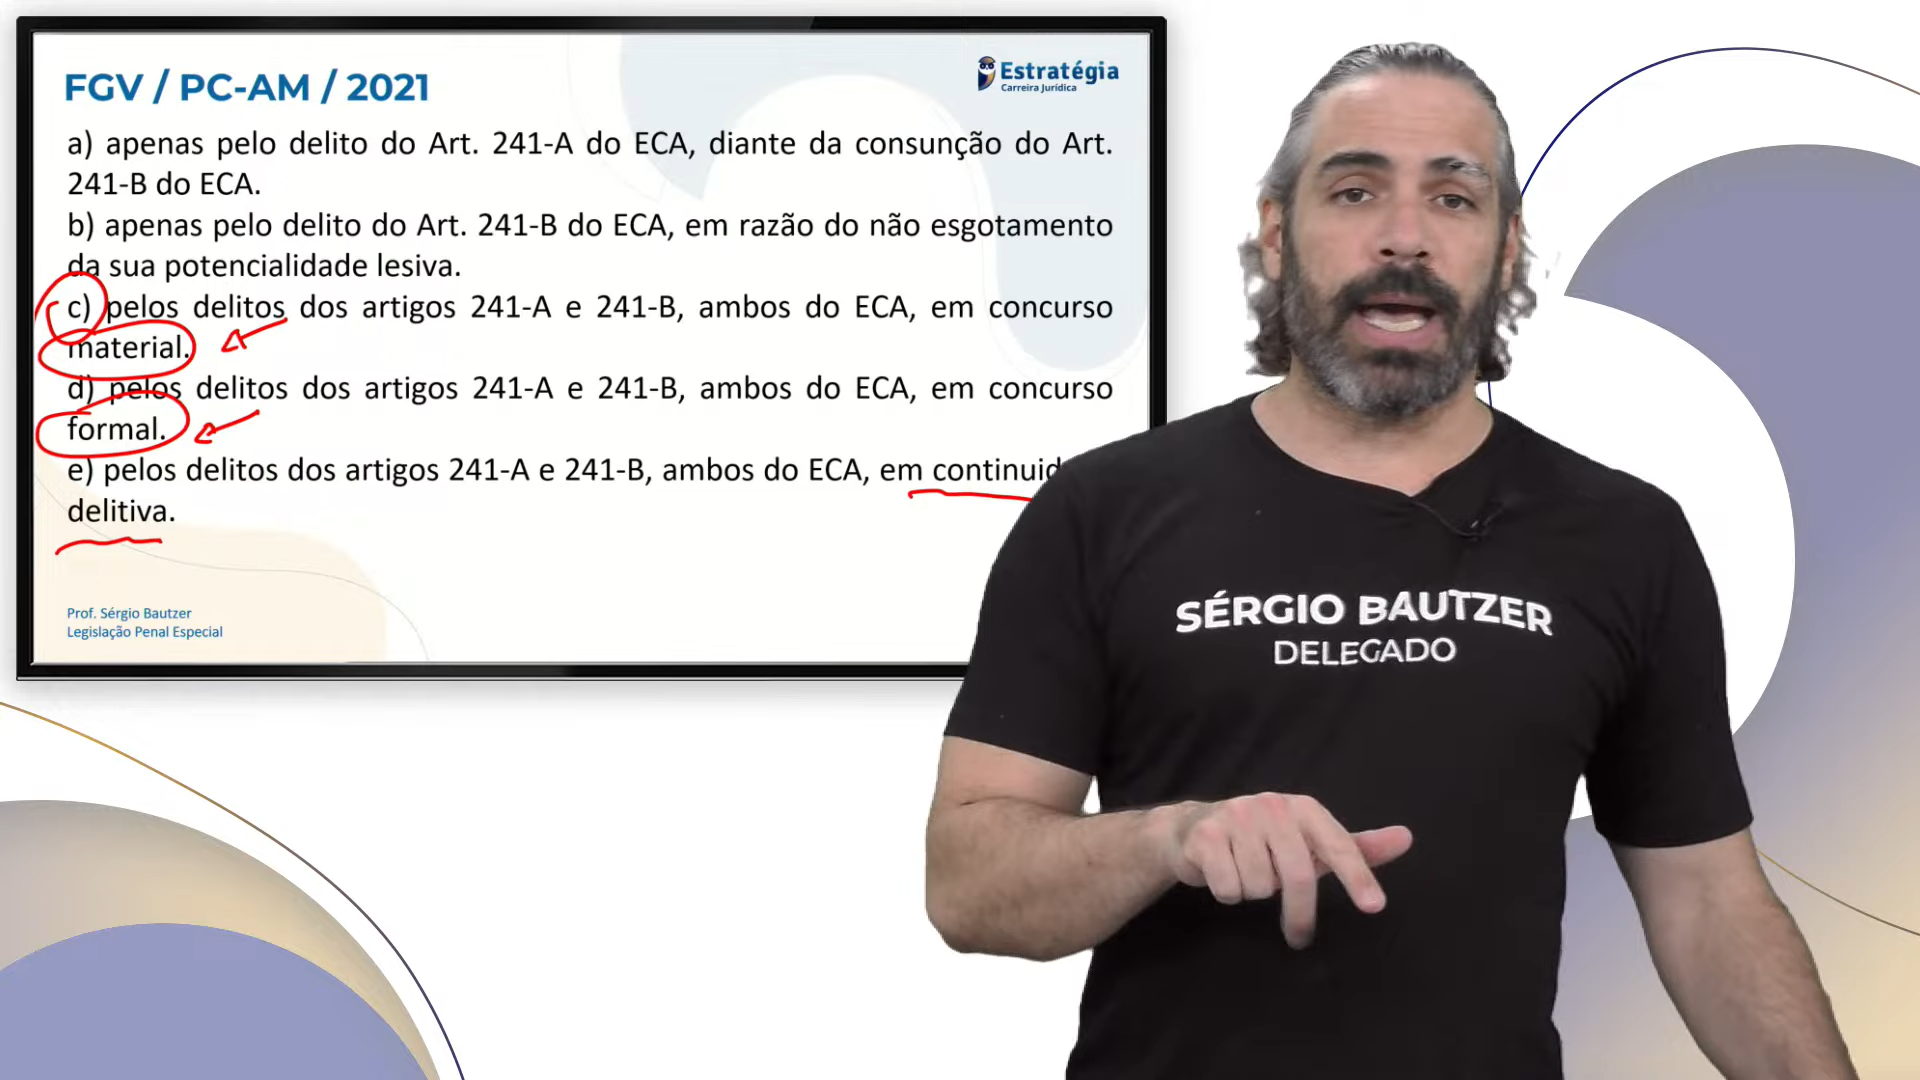 FGV / PC-AM / 2021
Estratégia
Carreira Jurídica
a) apenas pelo delito do Art. 241-A do ECA, diante da consunção do Art.
241-B do ECA.
b) apenas pelo delito do Art. 241-B do ECA, em razão do não esgotamento
da sua potencialidade lesiva.
c) pelos delitos dos artigos 241-A e 241-B, ambos do ECA, em concurso
material.
d) pelos delitos dos artigos 241-A e 241-B, ambos do ECA, em concurso
formal.
e) pelos delitos dos artigos 241-A e 241-B, ambos do ECA, em
delitiva.
Prof. Sérgio Bautzer
Legislação Penal Especial
SÉRGIO BAUTZER
DELEGADO